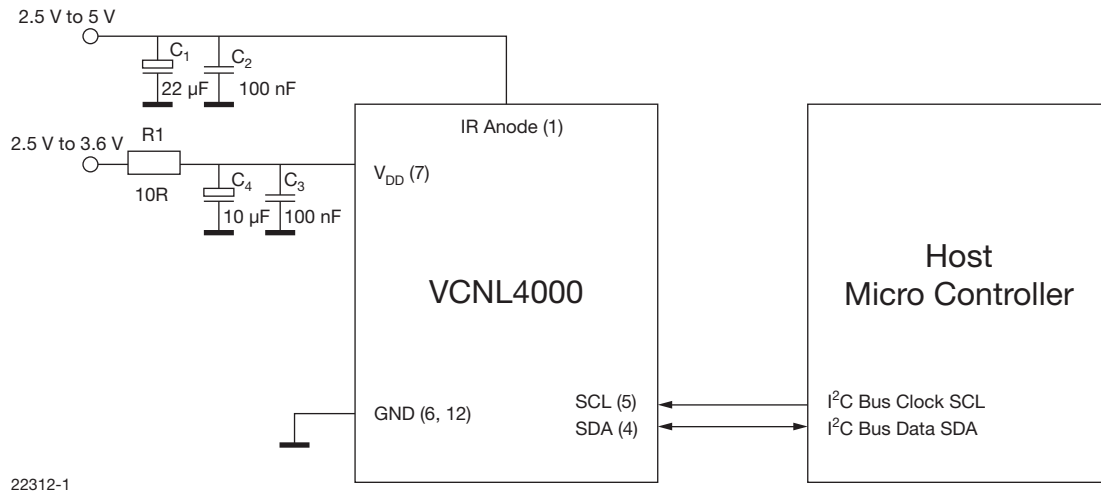 2.5 V to 5 V
C1
C2
22 µF
100 nF
IR Anode (1)
2.5 V to 3.6 V
R1
10R
C4
C3
10 µF
100 nF
VDD (7)
VCNL4000
Host
Micro Controller
GND (6, 12)
SCL (5)
SDA (4)
I²C Bus Clock SCL
I²C Bus Data SDA
22312-1